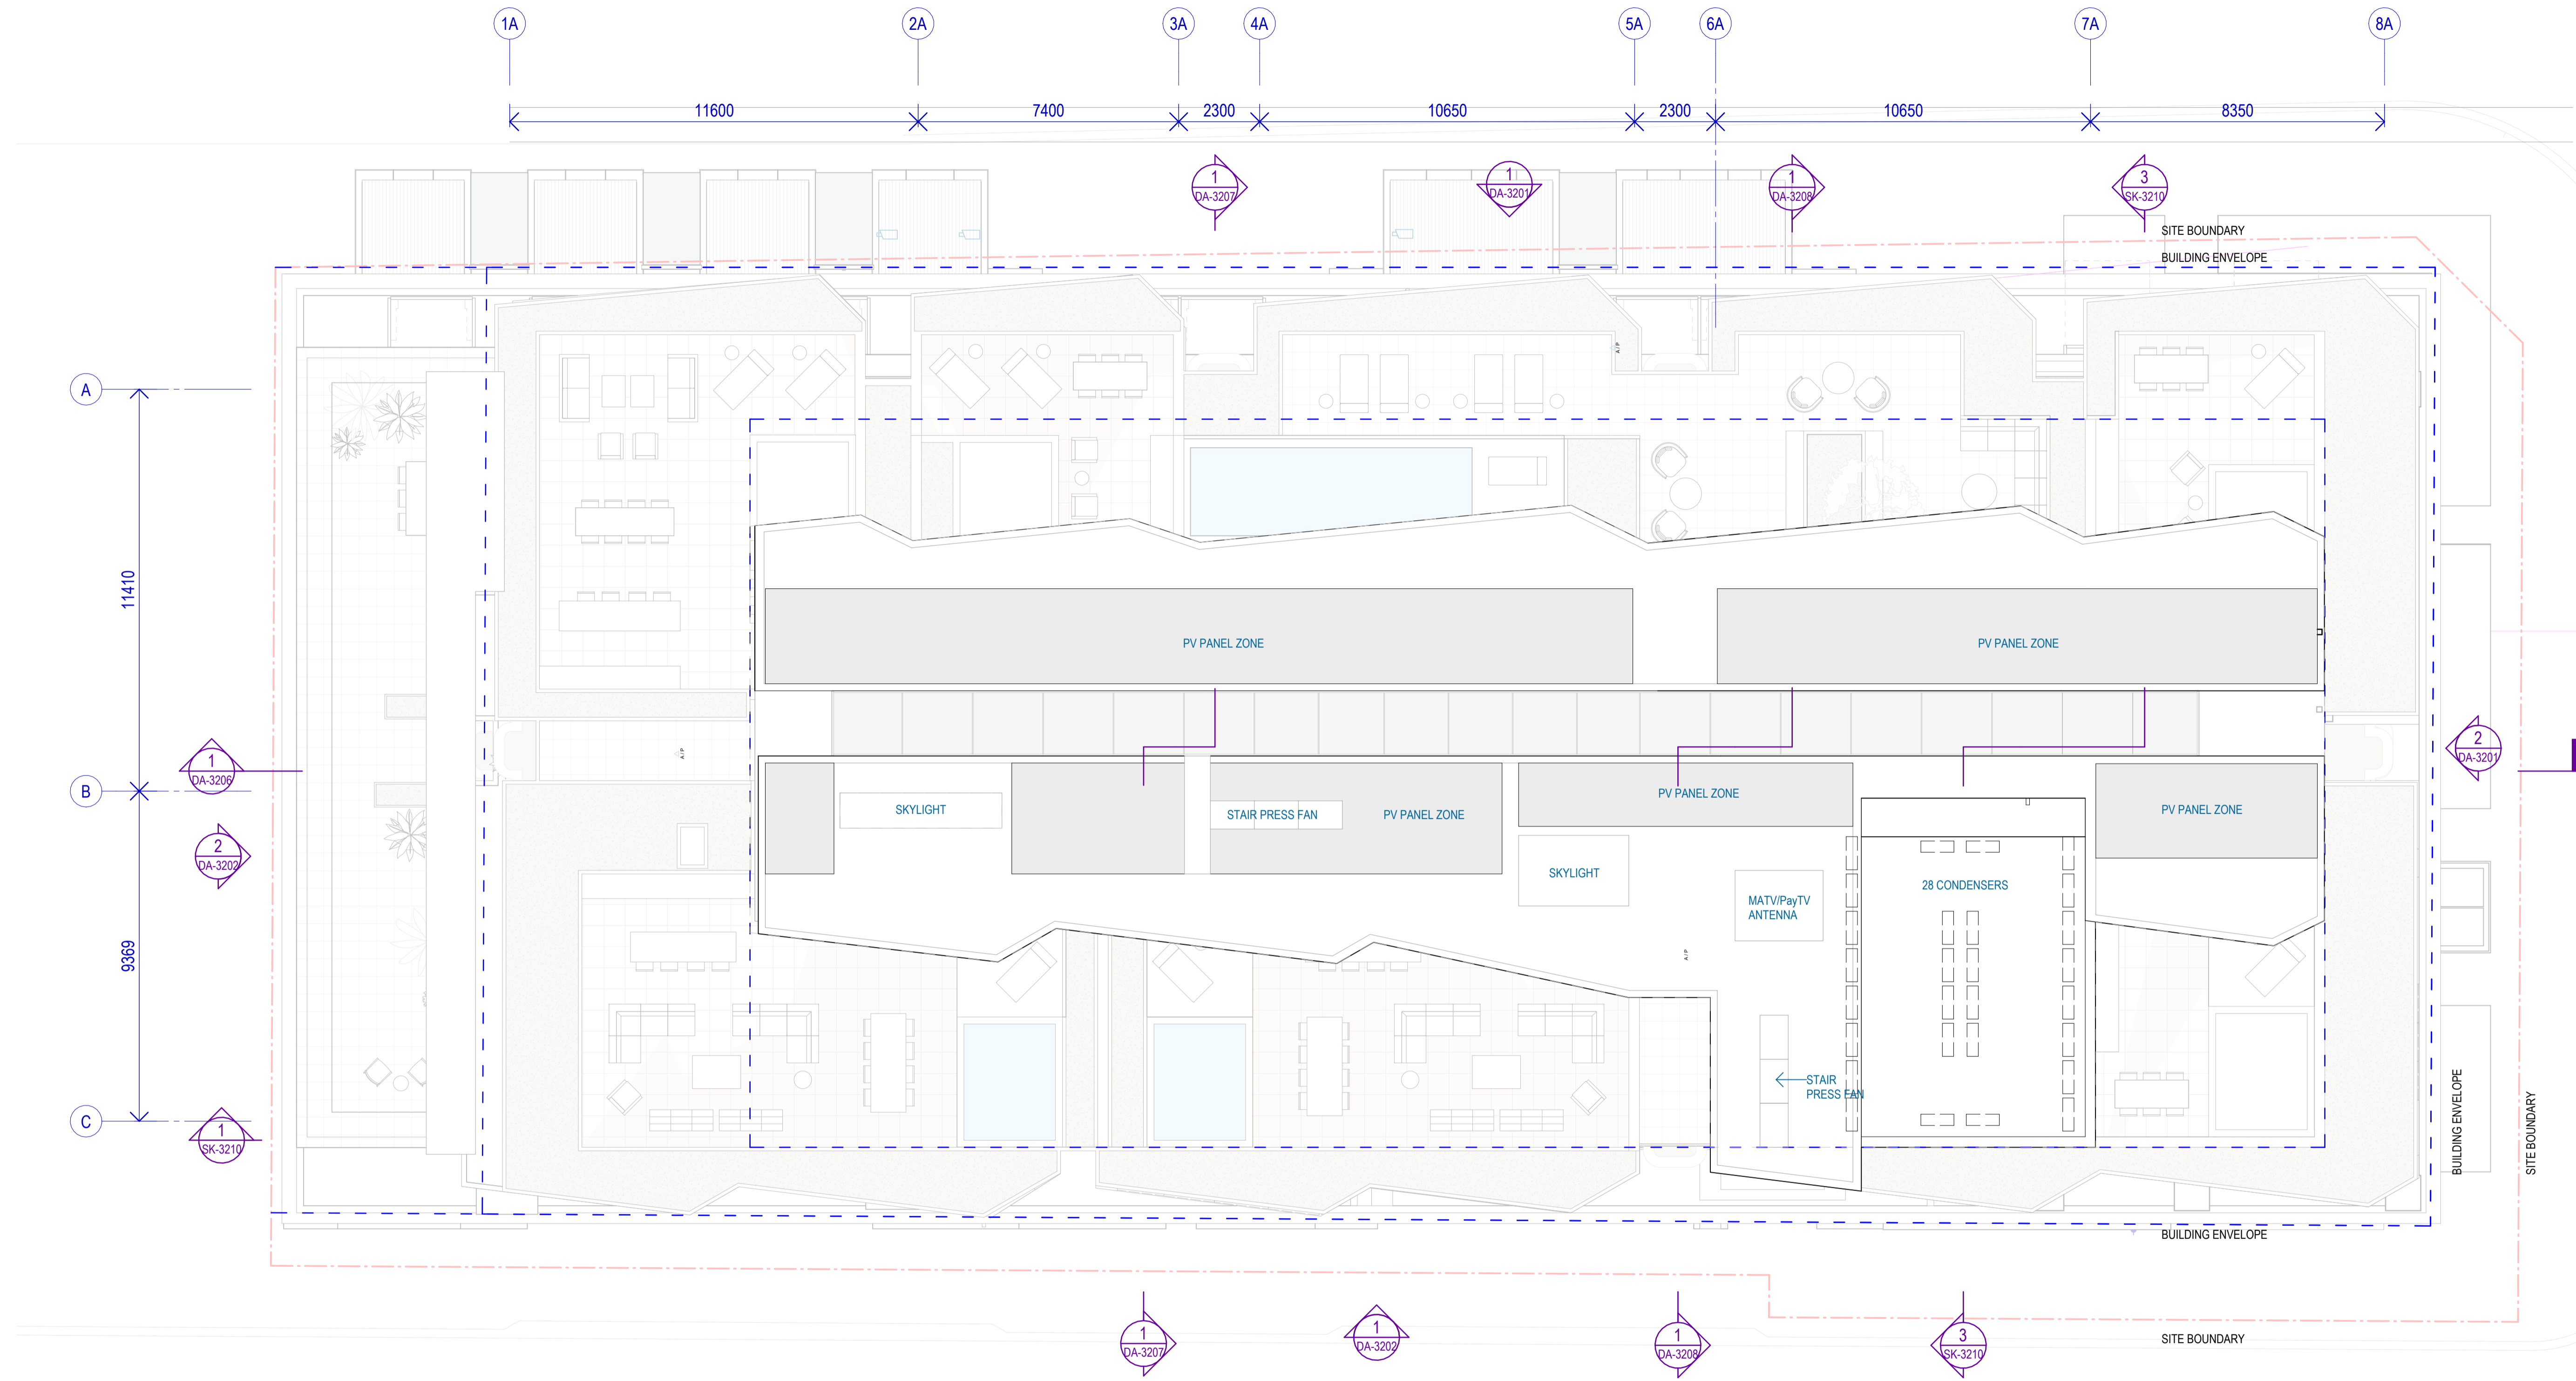 1A
2A
3A
4A
5A
6A
7A
8A
11600
7400
2300
10650
2300
10650
8350
1
DA-3207
1
DA-3201
1
DA-3208
3
SK-3210
SITE BOUNDARY
BUILDING ENVELOPE
A
A / P
11410
PV PANEL ZONE
PV PANEL ZONE
1
DA-3206
A / P
2
DA-3201
B
SKYLIGHT
STAIR PRESS FAN
PV PANEL ZONE
PV PANEL ZONE
PV PANEL ZONE
2
DA-3202
SKYLIGHT
28 CONDENSERS
MATV/PayTV
ANTENNA
9369
A / P
STAIR
PRESS FAN
C
1
SK-3210
BUILDING ENVELOPE
SITE BOUNDARY
BUILDING ENVELOPE
1
DA-3207
1
DA-3202
1
DA-3208
3
SK-3210
SITE BOUNDARY